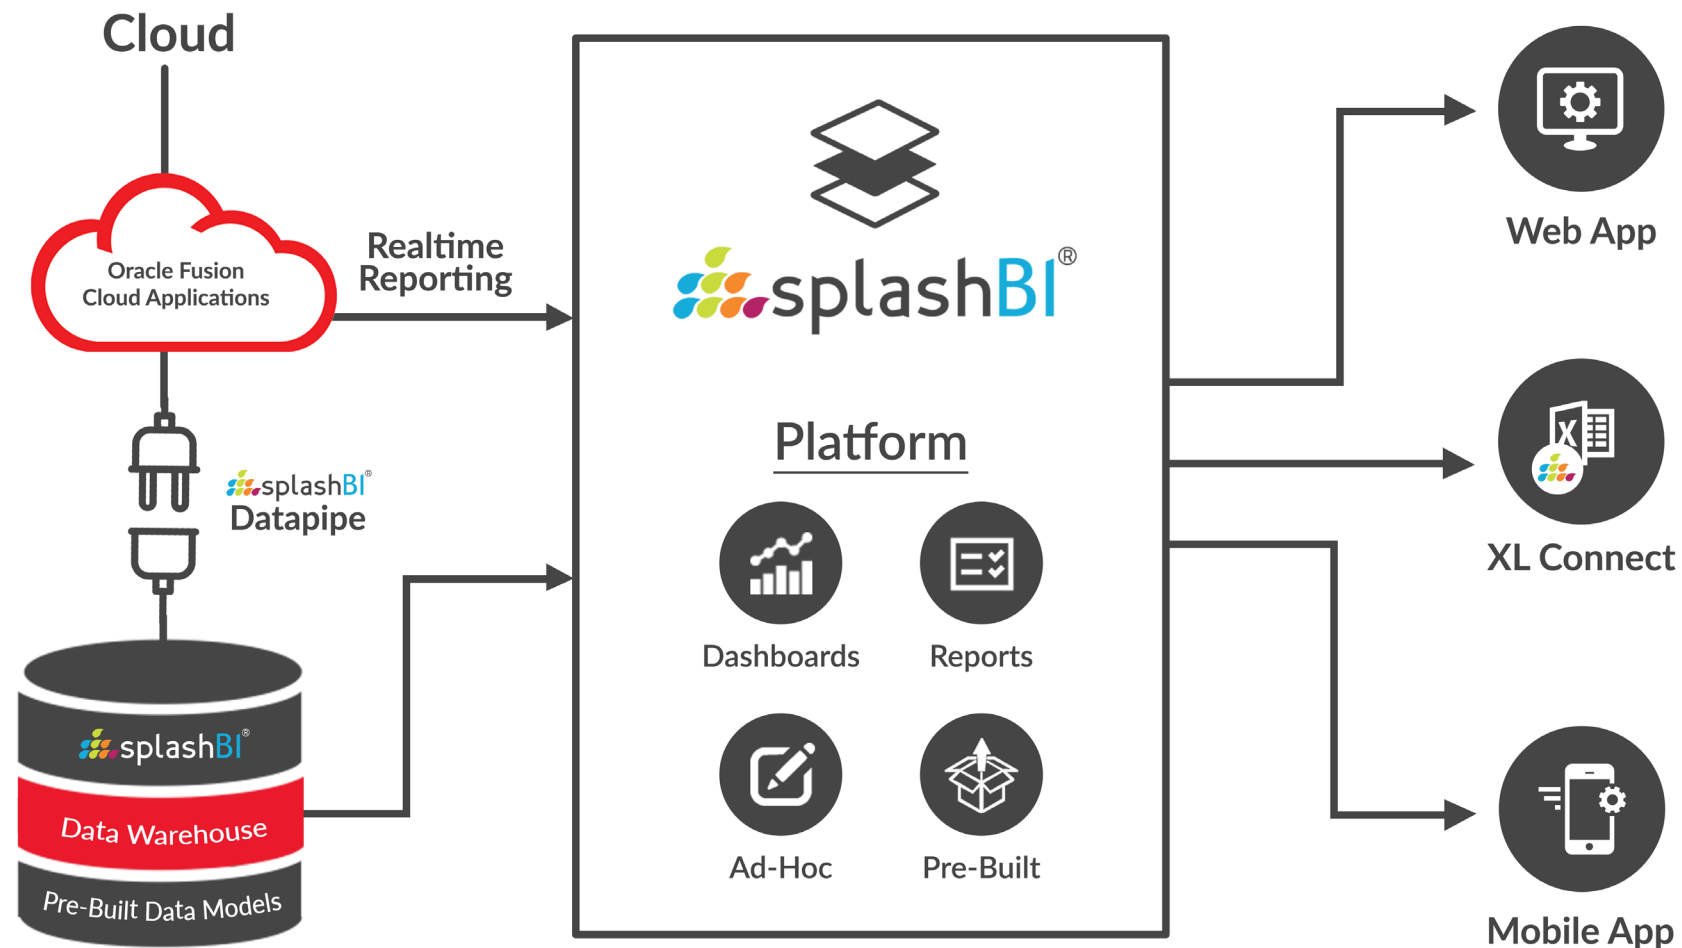 Cloud
Oracle Fusion
Cloud Applications
Realtime
Reporting
splashBI®
Datapipe
splashBI®
Data Warehouse
Pre-Built Data Models
splashBI®
Platform
Dashboards
Reports
Ad-Hoc
Pre-Built
Web App
X
XL Connect
Mobile App